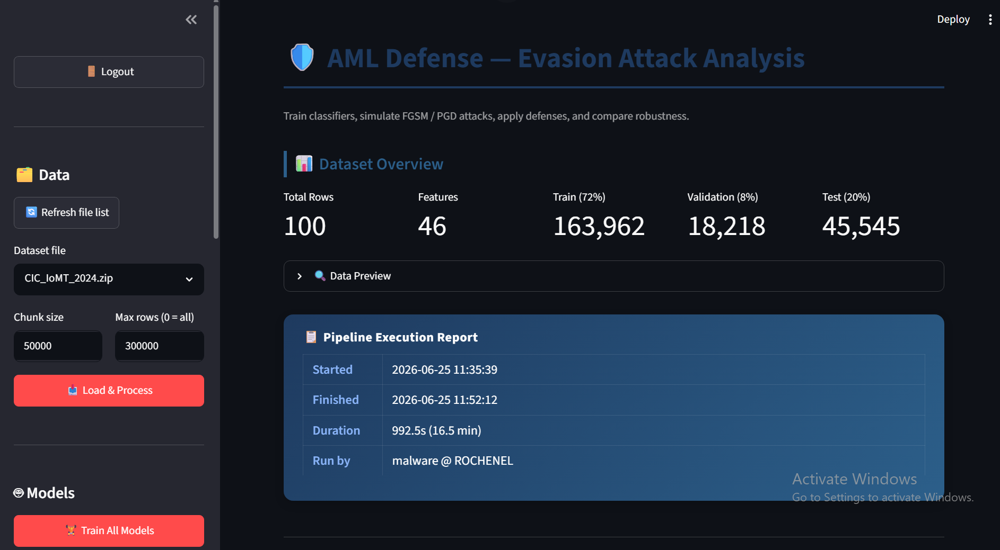 Logout
Data
Refresh file list
Dataset file
CIC_IoMT_2024.zip
Chunk size
Max rows (0 = all)
50000
300000
Load & Process
Models
Train All Models
Deploy
AML Defense — Evasion Attack Analysis
Train classifiers, simulate FGSM / PGD attacks, apply defenses, and compare robustness.
Dataset Overview
Total Rows
Features
Train (72%)
Validation (8%)
Test (20%)
100
46
163,962
18,218
45,545
Data Preview
Pipeline Execution Report
Started 2026-06-25 11:35:39
Finished 2026-06-25 11:52:12
Duration 992.5s (16.5 min)
Run by malware @ ROCHENEL
Activate Windows
Go to Settings to activate Windows.